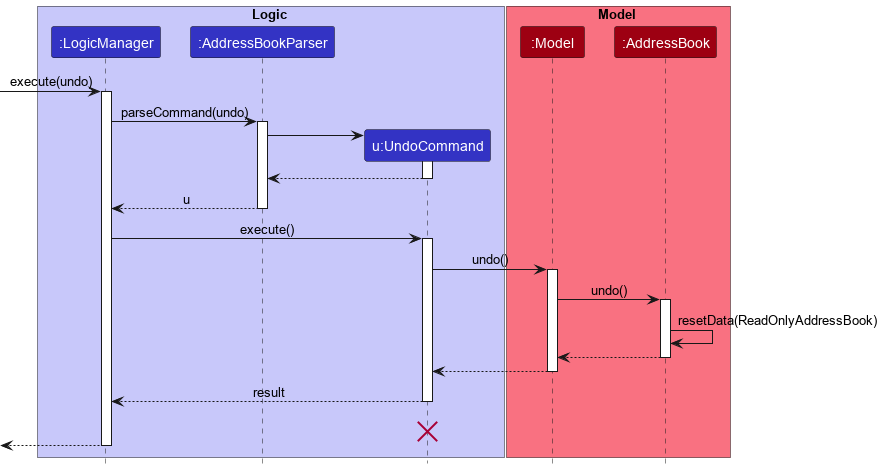 Logic
Model
:LogicManager
:AddressBookParser
:Model
:AddressBook
execute(undo)
parseCommand(undo)
u:UndoCommand
u
execute()
undo()
undo()
resetData(ReadOnlyAddressBook)
result